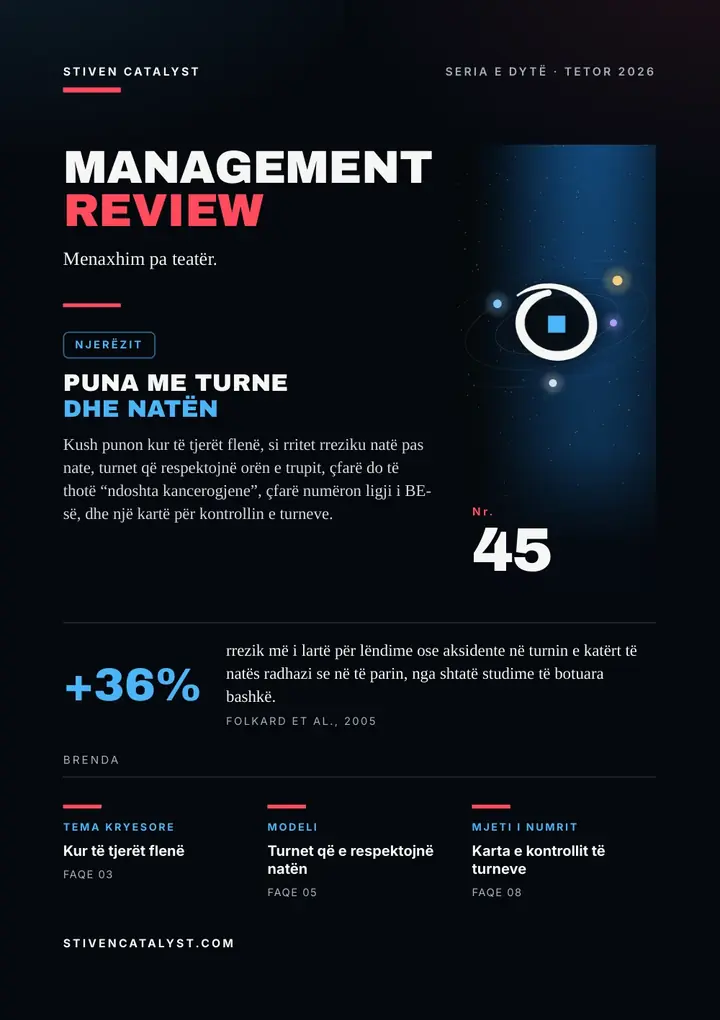 STIVEN CATALYST
SERIA E DYTË · TETOR 2026
MANAGEMENT
REVIEW
Menaxhim pa teatër.
NJERËZIT
PUNA ME TURNE
DHE NATËN
Kush punon kur të tjerët flenë, si rritet rreziku natë pas
nate, turnet që respektojnë orën e trupit, çfarë do të
thotë “ndoshta kancerogjene”, çfarë numëron ligji i BE-
së, dhe një kartë për kontrollin e turneve.
Nr.
45
+36%
rrezik më i lartë për lëndime ose aksidente në turnin e katërt të
natës radhazi se në të parin, nga shtatë studime të botuara
bashkë.
FOLKARD ET AL., 2005
BRENDA
TEMA KRYESORE
Kur të tjerët flenë
FAQE 03
MODELI
Turnet që e respektojnë
natën
FAQE 05
MJETI I NUMRIT
Karta e kontrollit të
turneve
FAQE 08
STIVENCATALYST.COM